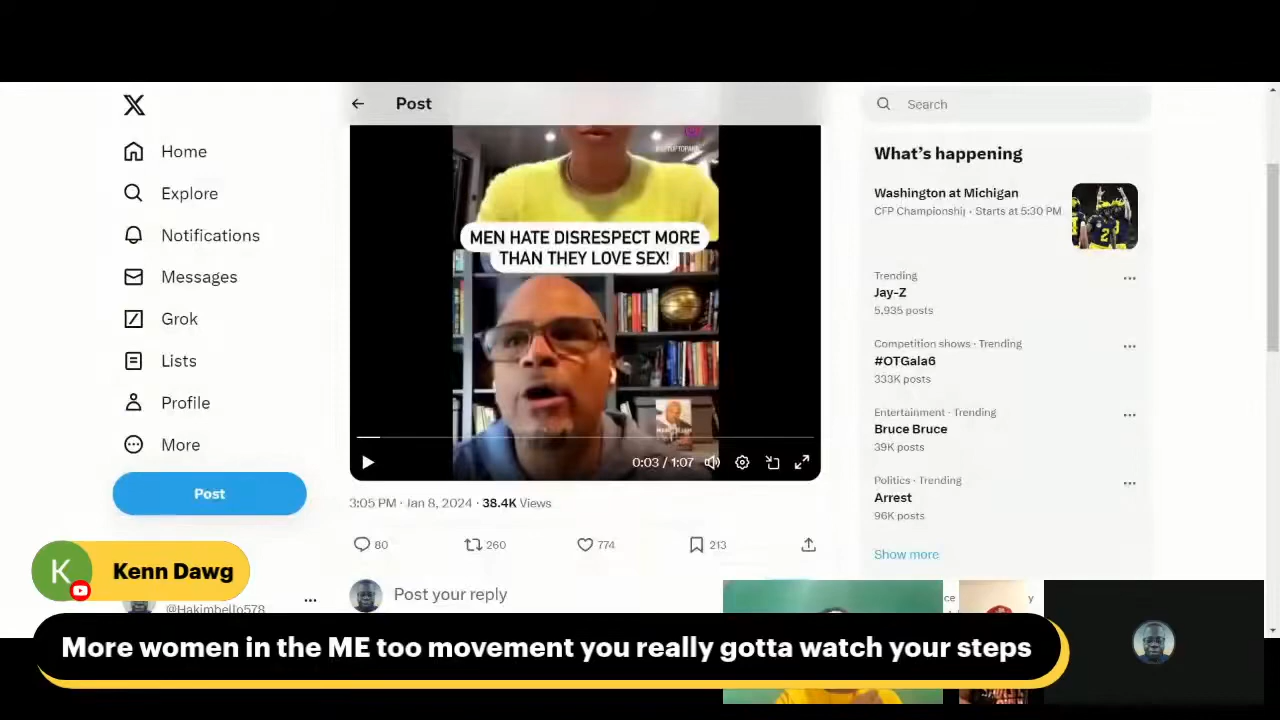 Post
Search
Home
Explore
Notifications
Messages
Grok
Lists
Profile
More
Post
MEN HATE DISRESPECT MORE
THAN THEY LOVE SEX!
0:03 / 1:07
3:05 PM · Jan 8, 2024 · 38.4K Views
80
260
774
213
Post your reply
What's happening
Washington at Michigan
CFP Championship · Starts at 5:30 PM
Trending
Jay-Z
5,935 posts
Competition shows · Trending
#OTGala6
333K posts
Entertainment · Trending
Bruce Bruce
39K posts
Politics · Trending
Arrest
96K posts
Show more
K
Kenn Dawg
@Hakimbello578
More women in the ME too movement you really gotta watch your steps